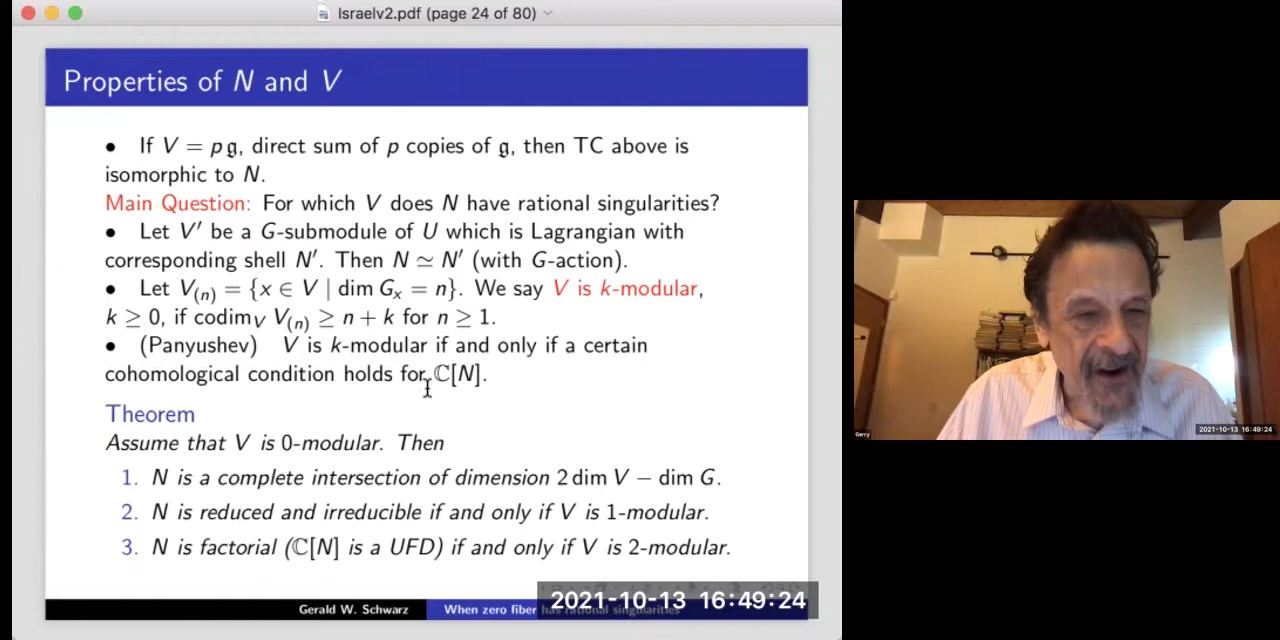 Israelv2.pdf (page 24 of 80)
Properties of N and V
• If V = p 𝔤, direct sum of p copies of 𝔤, then TC above is
isomorphic to N.
Main Question: For which V does N have rational singularities?
• Let V′ be a G-submodule of U which is Lagrangian with
corresponding shell N′. Then N ≃ N′ (with G-action).
• Let V₍ₙ₎ = {x ∈ V | dim Gₓ = n}. We say V is k-modular,
k ≥ 0, if codim_V V₍ₙ₎ ≥ n + k for n ≥ 1.
• (Panyushev) V is k-modular if and only if a certain
cohomological condition holds for ℂ[N].
Theorem
Assume that V is 0-modular. Then
1. N is a complete intersection of dimension 2 dim V − dim G.
2. N is reduced and irreducible if and only if V is 1-modular.
3. N is factorial (ℂ[N] is a UFD) if and only if V is 2-modular.
Gerald W. Schwarz When zero fiber has rational singularities
2021-10-13 16:49:24
Gerry
2021-10-13 16:49:24